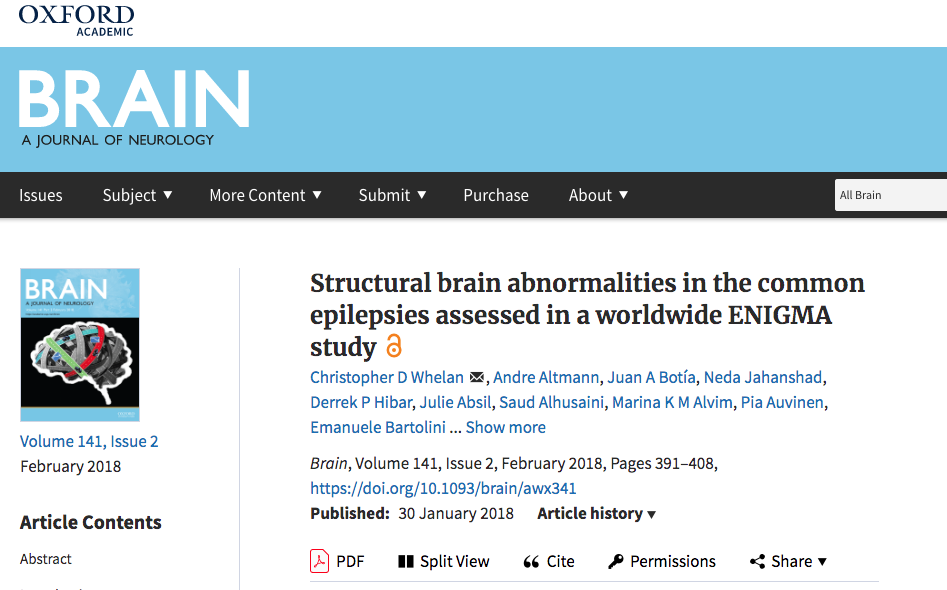 OXFORD
ACADEMIC
BRAIN
A JOURNAL OF NEUROLOGY
Issues Subject ▼ More Content ▼ Submit ▼ Purchase About ▼ All Brain
BRAIN
A JOURNAL OF NEUROLOGY
OXFORD
Volume 141, Issue 2
February 2018
Article Contents
Abstract
Structural brain abnormalities in the common
epilepsies assessed in a worldwide ENIGMA
study
Christopher D Whelan, Andre Altmann, Juan A Botía, Neda Jahanshad,
Derrek P Hibar, Julie Absil, Saud Alhusaini, Marina K M Alvim, Pia Auvinen,
Emanuele Bartolini ... Show more
Brain, Volume 141, Issue 2, February 2018, Pages 391–408,
https://doi.org/10.1093/brain/awx341
Published: 30 January 2018 Article history ▼
PDF Split View Cite Permissions Share ▼